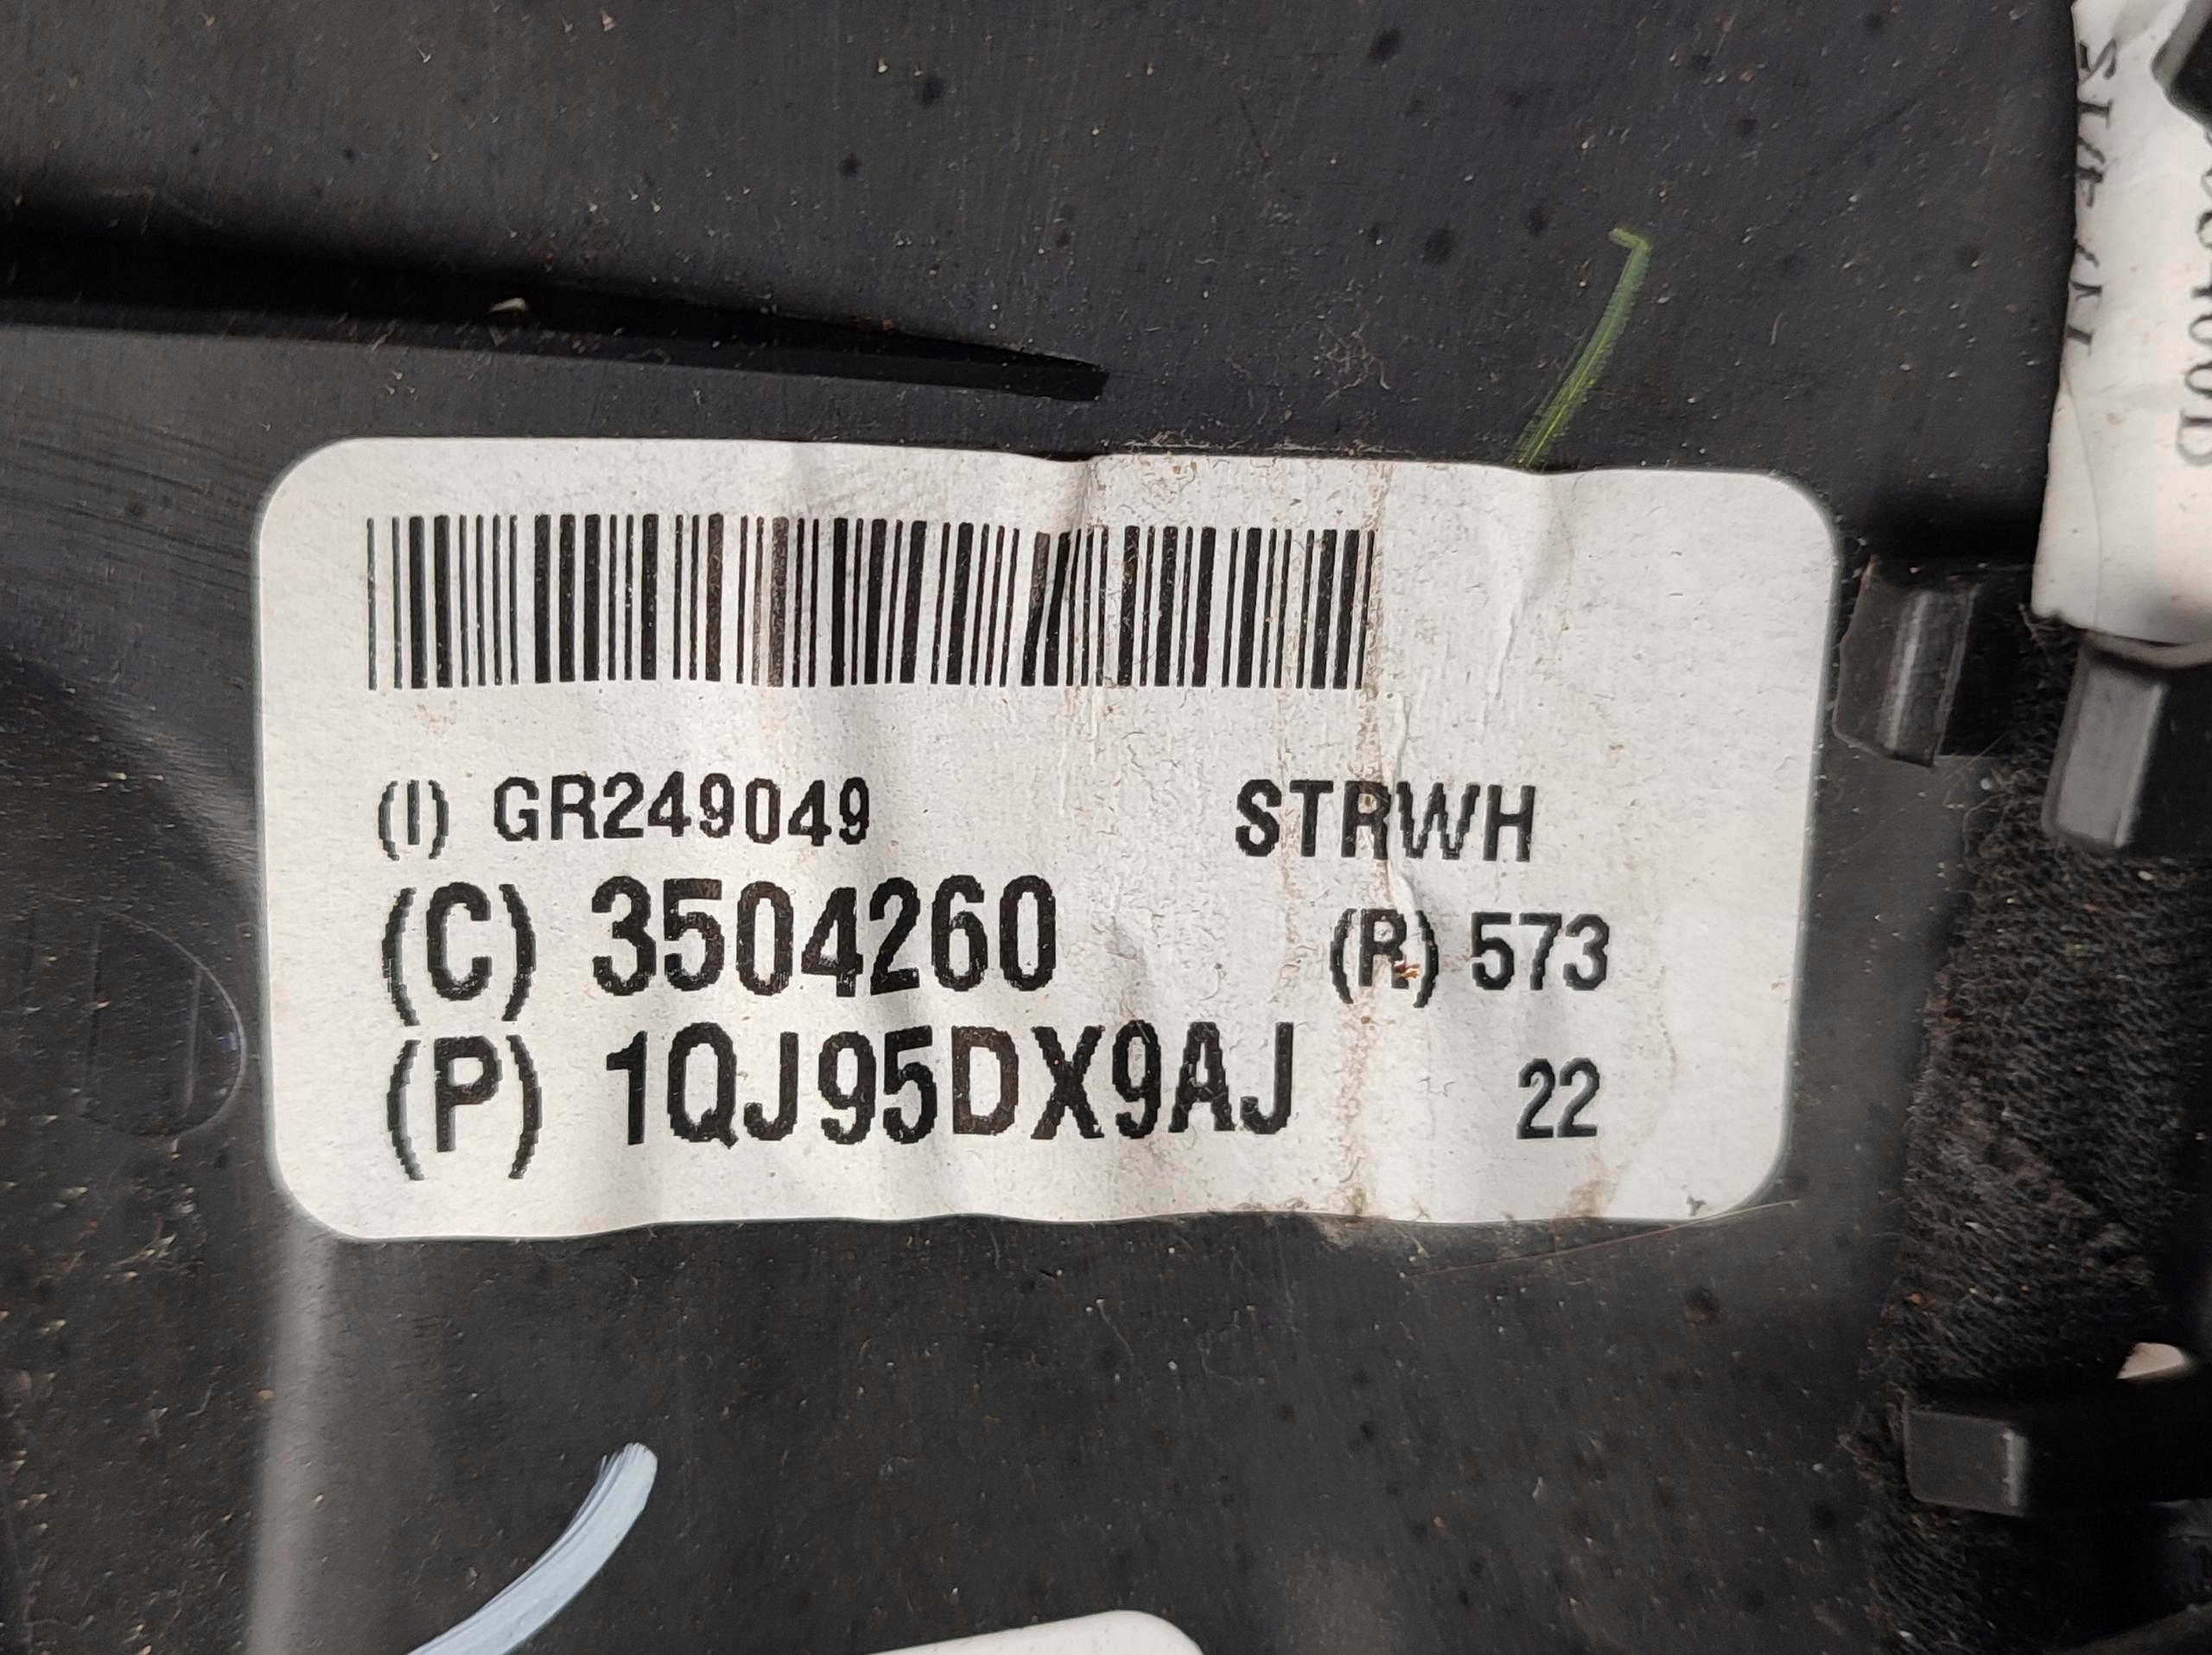 (I) GR249049 STRWH
(C) 3504260 (R) 573
(P) 1QJ95DX9AJ 22